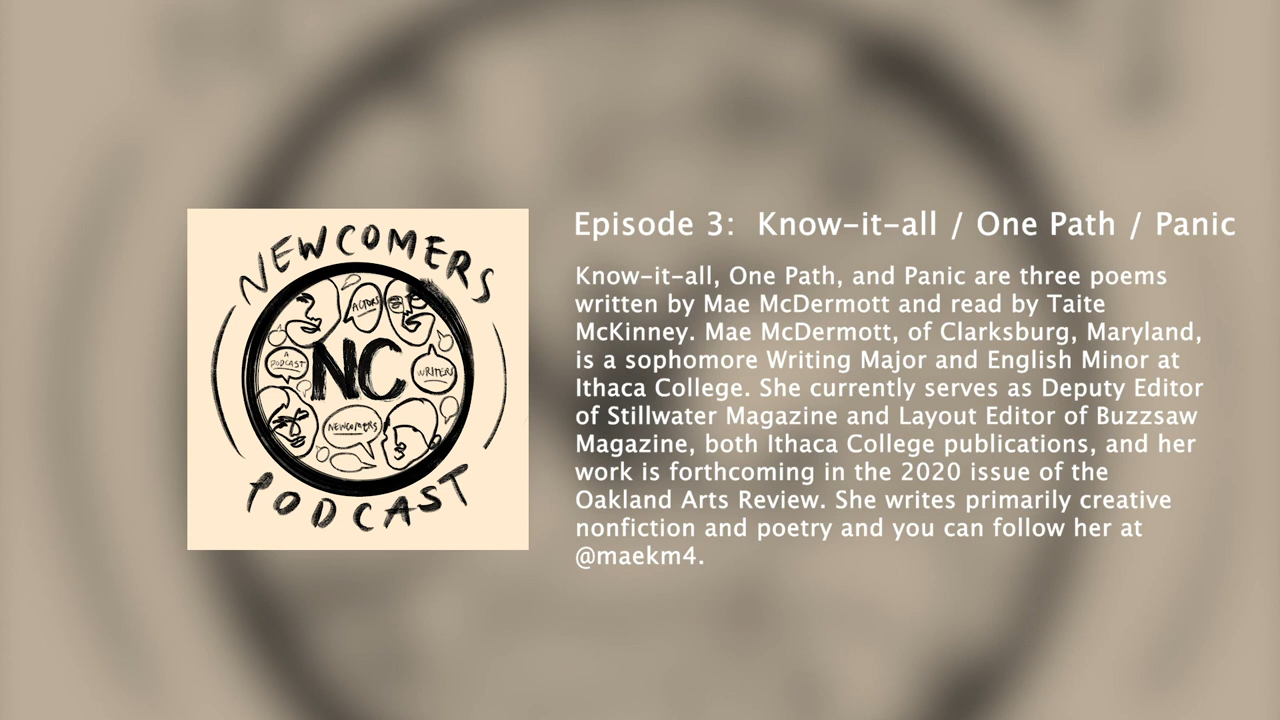 NEWCOMERS
ACTORS
A
PODCAST
NC
WRITERS
NEWCOMERS
PODCAST
Episode 3:  Know-it-all / One Path / Panic
Know-it-all, One Path, and Panic are three poems
written by Mae McDermott and read by Taite
McKinney. Mae McDermott, of Clarksburg, Maryland,
is a sophomore Writing Major and English Minor at
Ithaca College. She currently serves as Deputy Editor
of Stillwater Magazine and Layout Editor of Buzzsaw
Magazine, both Ithaca College publications, and her
work is forthcoming in the 2020 issue of the
Oakland Arts Review. She writes primarily creative
nonfiction and poetry and you can follow her at
@maekm4.